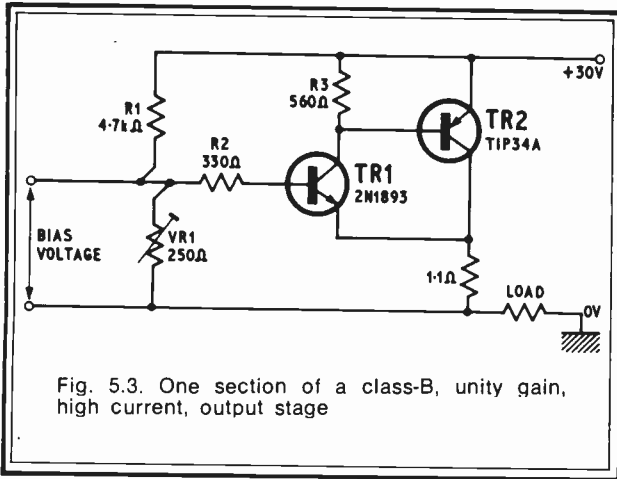 +30V
R1
4·7kΩ
R3
560Ω
TR2
TIP34A
R2
330Ω
TR1
2N1893
BIAS
VOLTAGE
VR1
250Ω
1·1Ω
LOAD
0V
Fig. 5.3. One section of a class-B, unity gain,
high current, output stage